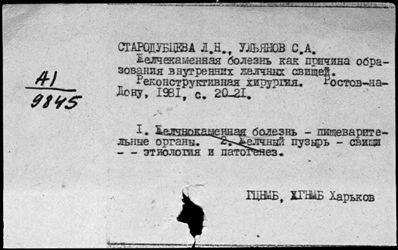 СТАРОДУБЦЕВА Л.Н., УЛЬЯНОВ С.А.
Желчекаменная болезнь как причина обра-
зования внутренних желчных свищей.
Реконструктивная хирургия. Ростов-на-
Дону, 1981, с. 20-21.
А1
9845
1. Желчнокаменная болезнь - пищеварите-
льные органы. 2. Желчный пузырь - свищи
-- этиология и патогенез.
ГЦНМБ, ХГНМБ Харьков